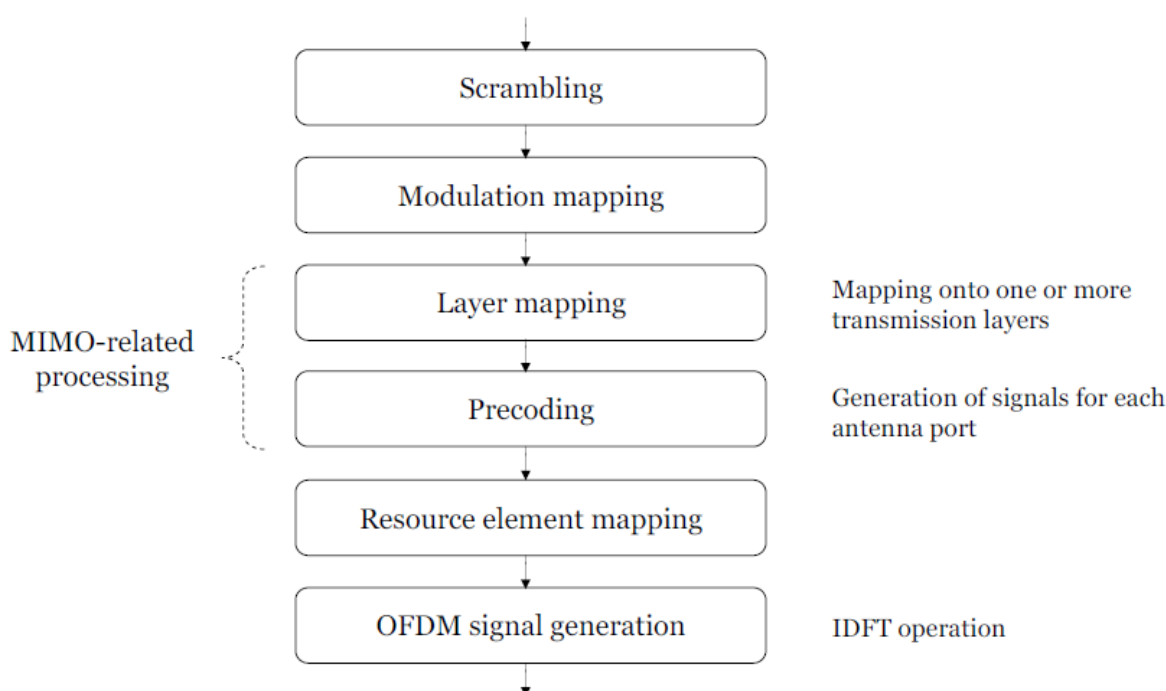 Scrambling
Modulation mapping
MIMO-related
processing
Layer mapping
Mapping onto one or more
transmission layers
Precoding
Generation of signals for each
antenna port
Resource element mapping
OFDM signal generation
IDFT operation